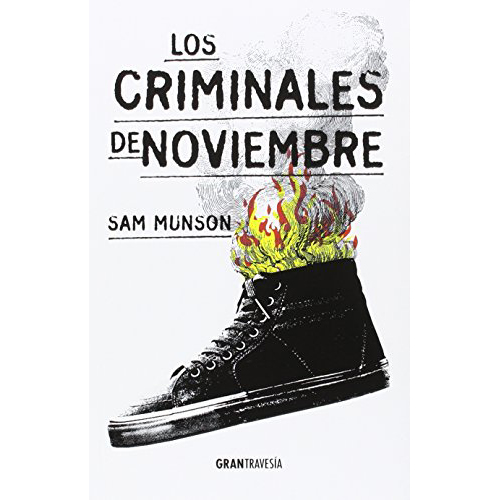 LOS
CRIMINALES
DE NOVIEMBRE
SAM MUNSON
GRANTRAVESÍA